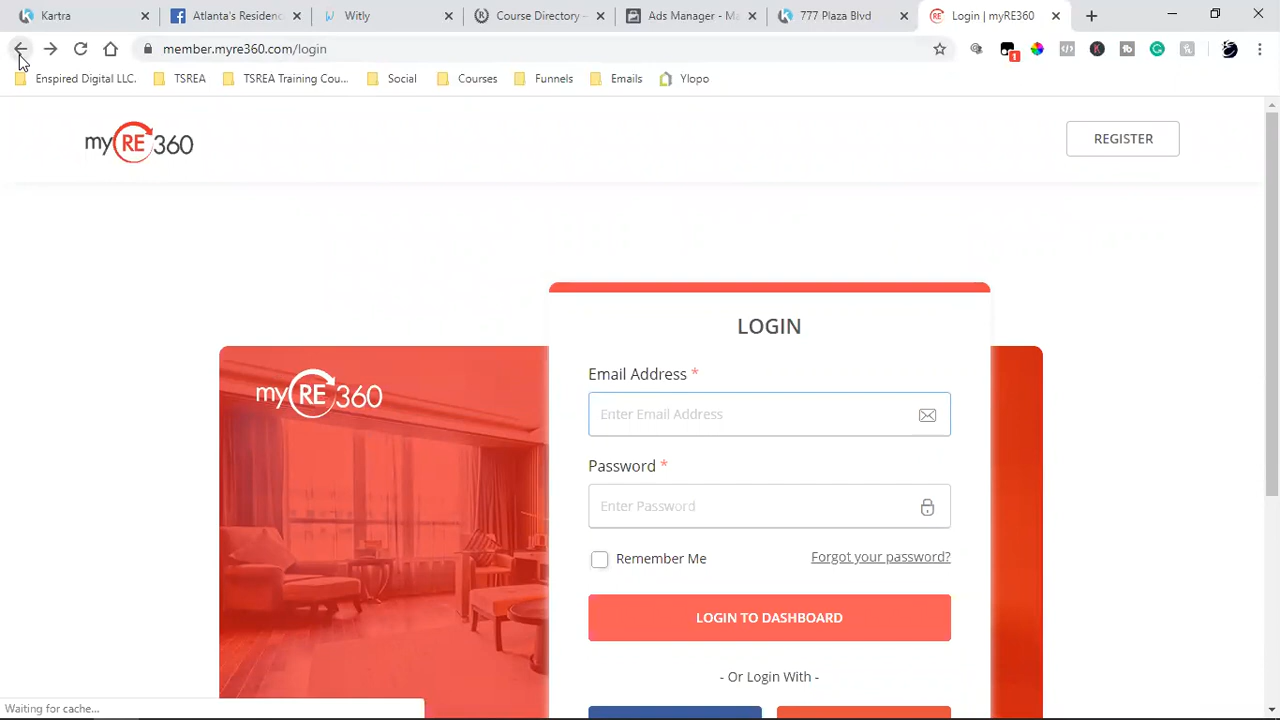 Kartra
Atlanta's Residenc
Witly
Course Directory –
Ads Manager - Ma
777 Plaza Blvd
Login | myRE360
member.myre360.com/login
1
Enspired Digital LLC.
TSREA
TSREA Training Cou...
Social
Courses
Funnels
Emails
Ylopo
myRE360
REGISTER
LOGIN
Email Address *
Enter Email Address
myRE360
Password *
Enter Password
Remember Me
Forgot your password?
LOGIN TO DASHBOARD
- Or Login With -
Waiting for cache...